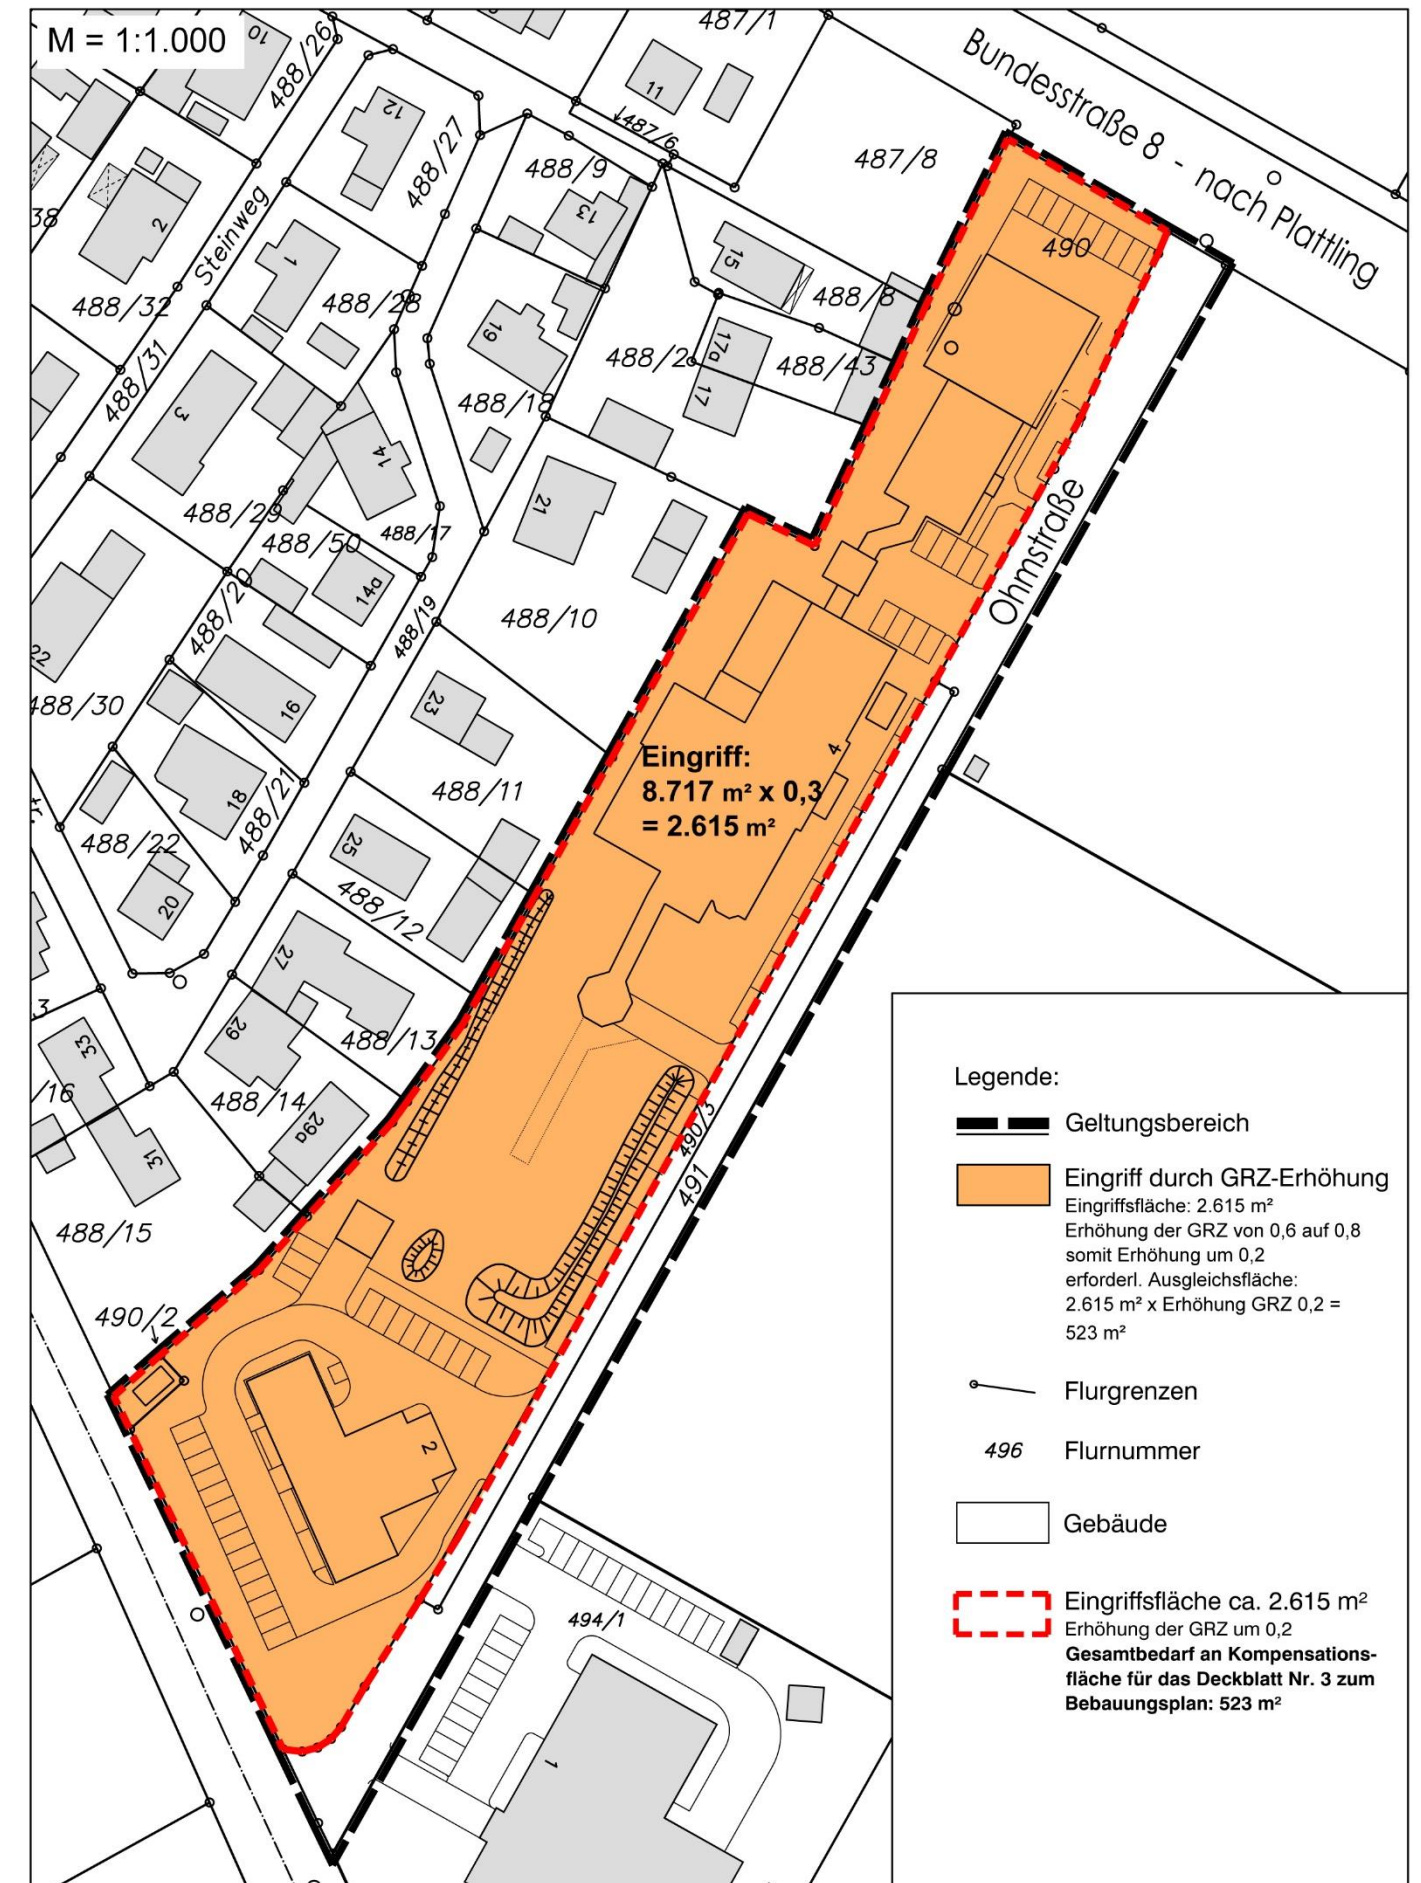 M = 1:1.000
10
488/26
487/1
Bundesstraße 8 - nach Plattling
12
11
487/6
488/27
488/9
487/8
13
38
2
Steinweg
1
15
490
488/32
488/28
488/8
19
17a
488/2
488/43
488/31
3
17
488/18
14
21
488/29
488/50
488/17
Ohmstraße
14a
488/20
488/19
488/10
22
488/30
16
23
4
Eingriff:
8.717 m² x 0,3
= 2.615 m²
18
488/21
488/11
488/22
25
20
488/12
27
3
33
29
488/13
/16
488/14
29a
31
490/3
491
488/15
490/2
2
494/1
1
Legende:
Geltungsbereich
Eingriff durch GRZ-Erhöhung
Eingriffsfläche: 2.615 m²
Erhöhung der GRZ von 0,6 auf 0,8
somit Erhöhung um 0,2
erforderl. Ausgleichsfläche:
2.615 m² x Erhöhung GRZ 0,2 =
523 m²
Flurgrenzen
496 Flurnummer
Gebäude
Eingriffsfläche ca. 2.615 m²
Erhöhung der GRZ um 0,2
Gesamtbedarf an Kompensations-
fläche für das Deckblatt Nr. 3 zum
Bebauungsplan: 523 m²